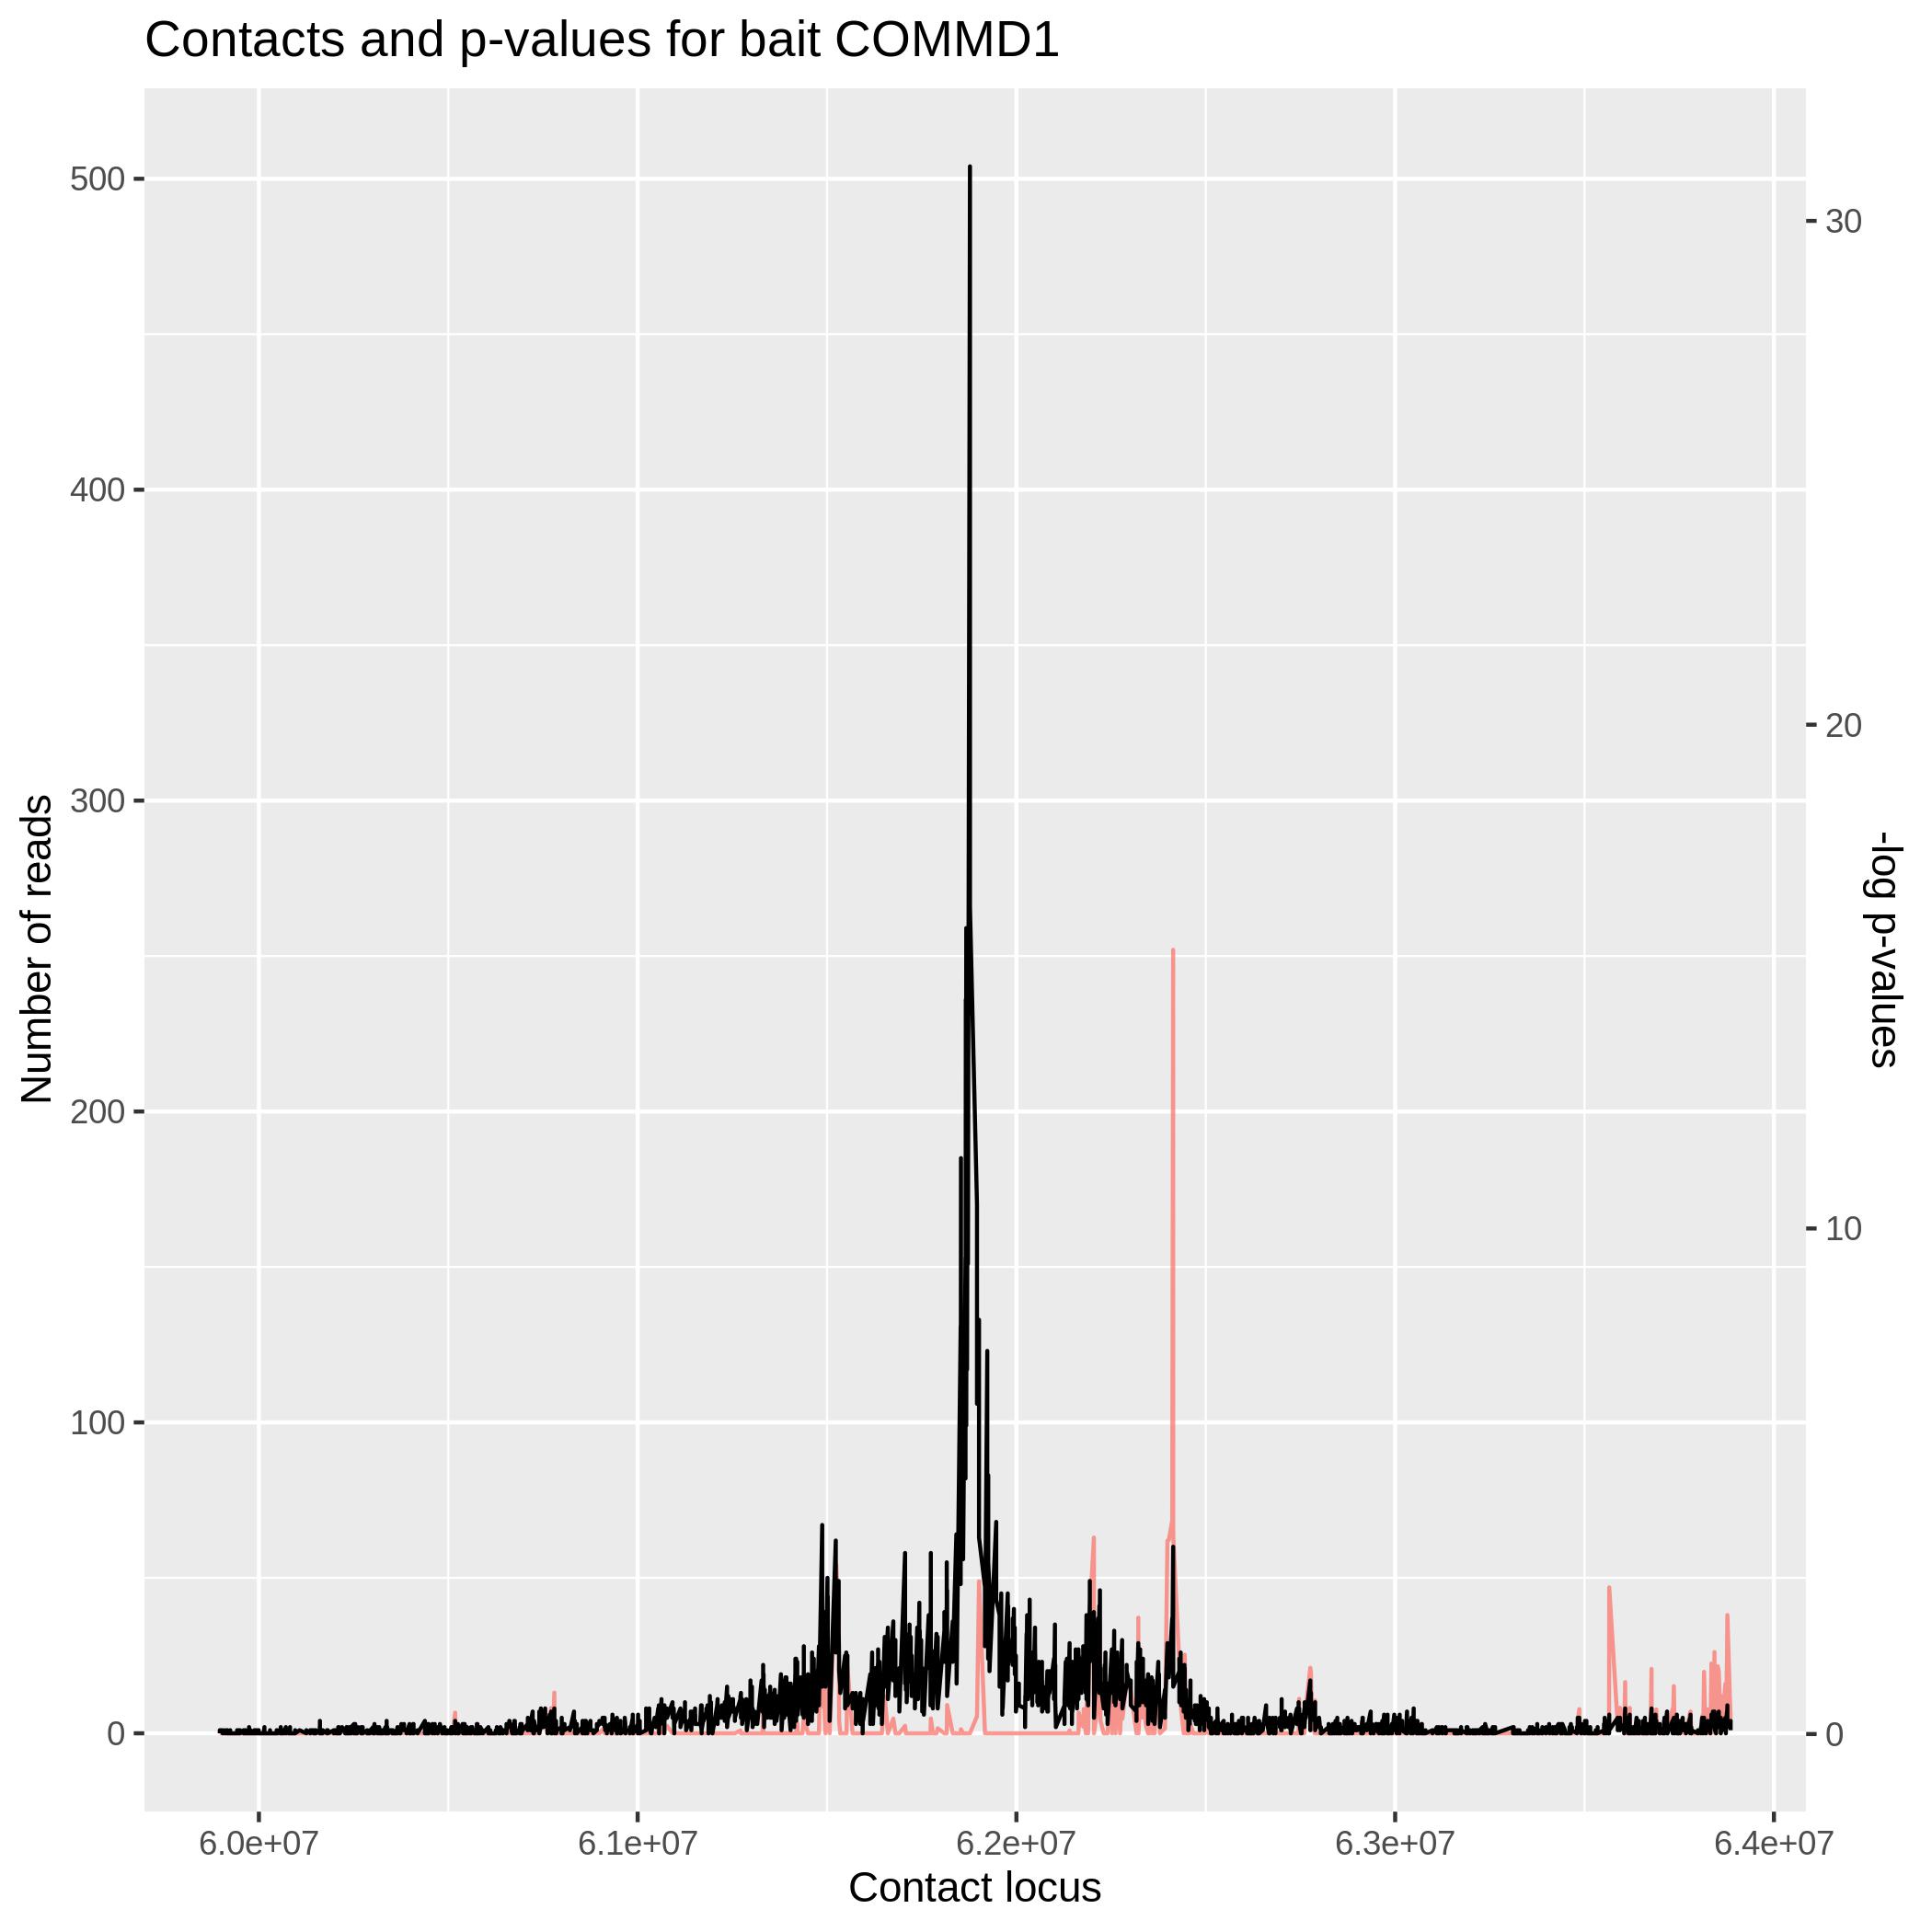 Contacts and p-values for bait COMMD1
500
400
300
200
100
0
Number of reads
30
20
10
0
-log p-values
6.0e+07
6.1e+07
6.2e+07
6.3e+07
6.4e+07
Contact locus